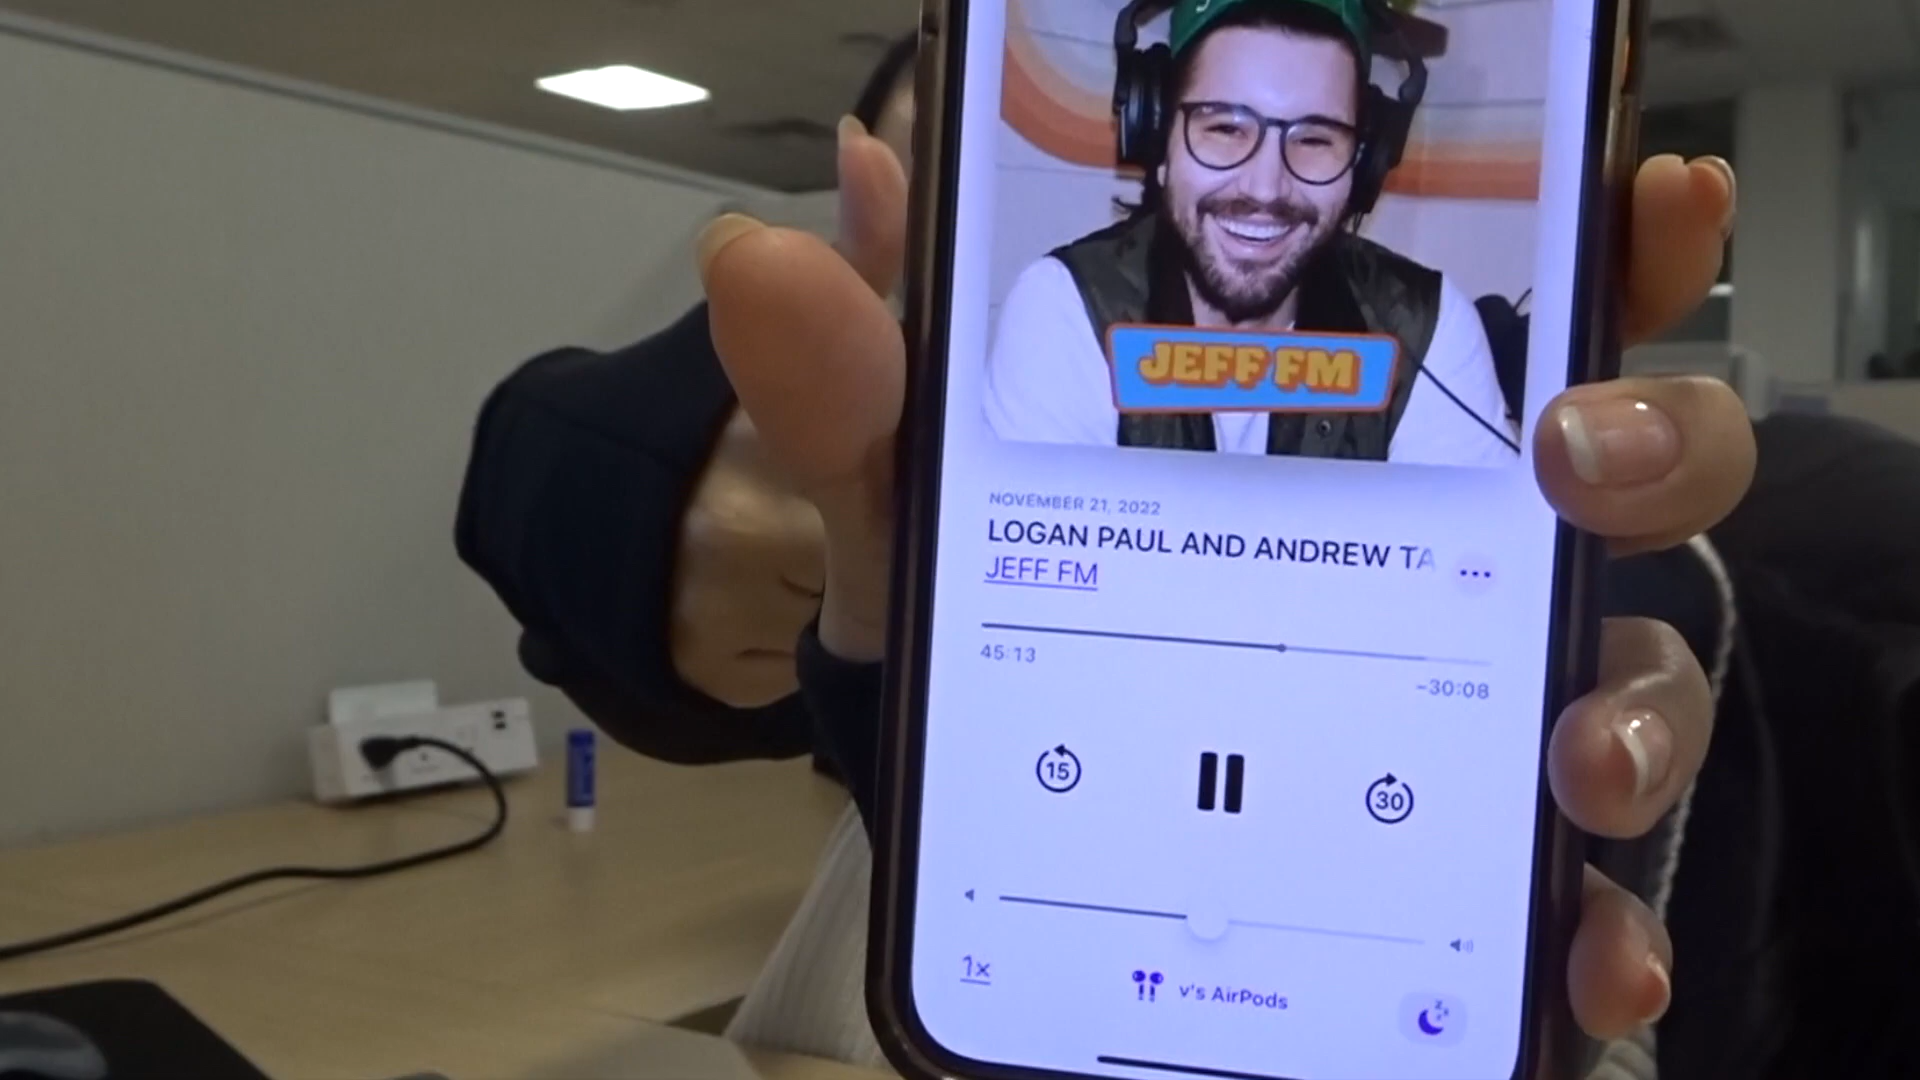 JEFF FM
NOVEMBER 21, 2022
LOGAN PAUL AND ANDREW TA
JEFF FM
45:13
-30:08
15
30
1x
v's AirPods